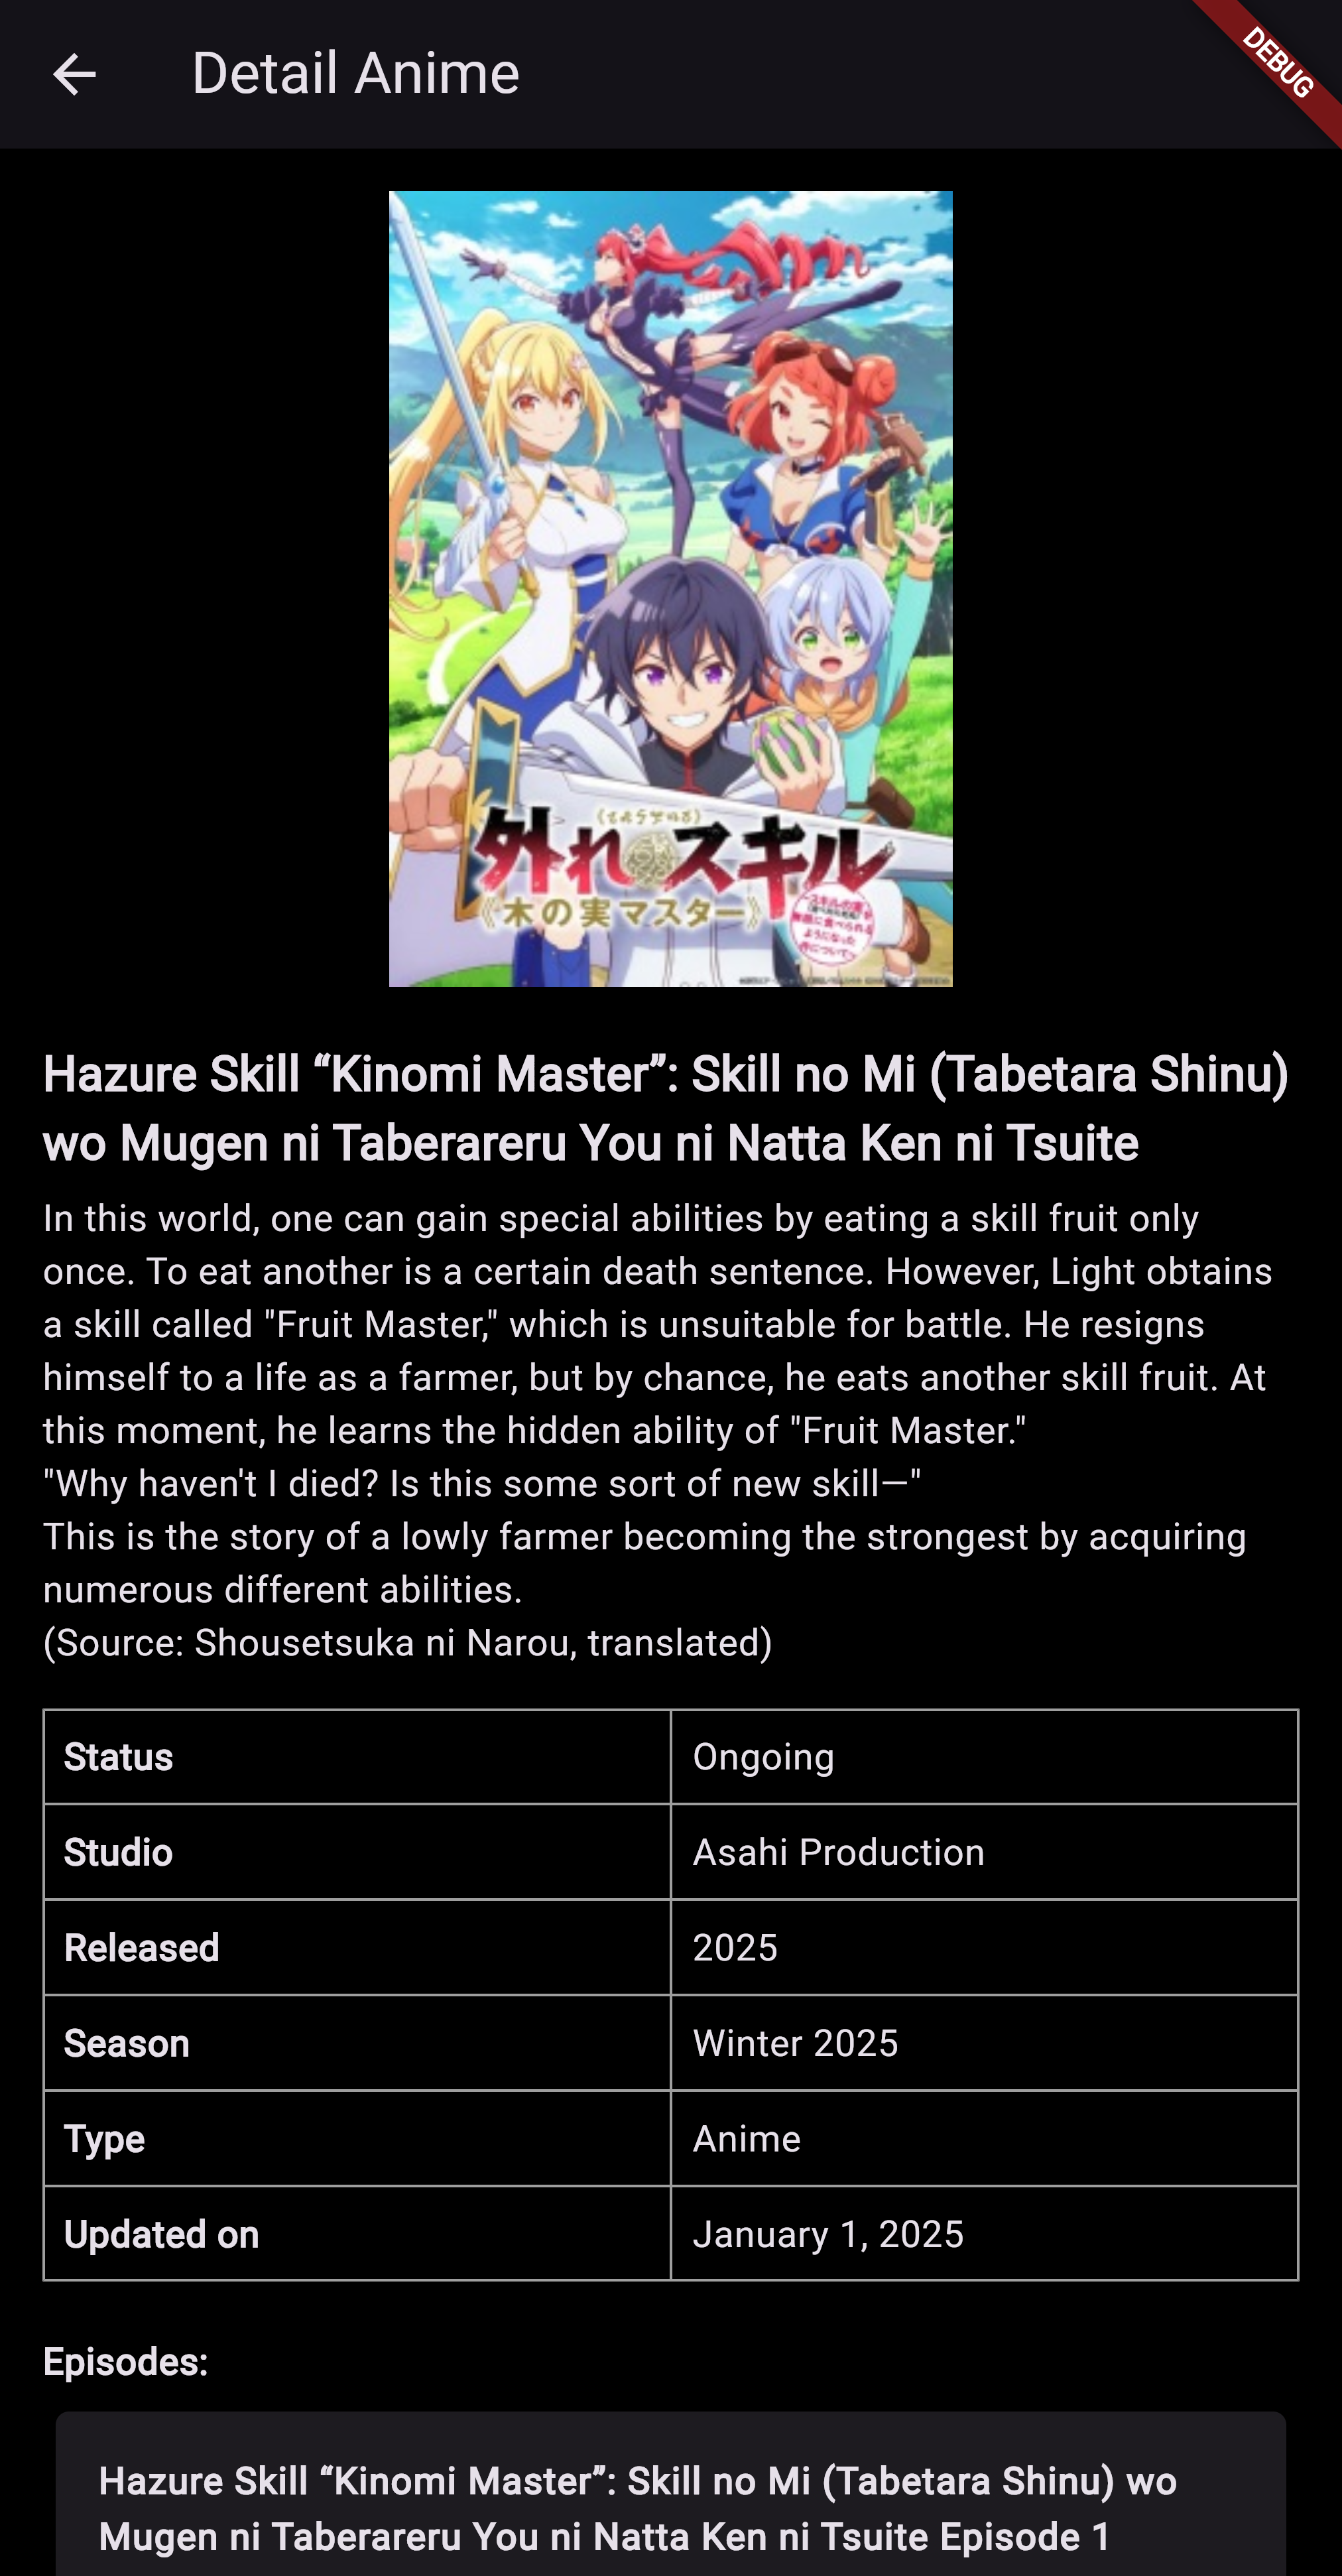 Detail Anime
DEBUG
外れスキル
《木の実マスター》
Hazure Skill “Kinomi Master”: Skill no Mi (Tabetara Shinu)
wo Mugen ni Taberareru You ni Natta Ken ni Tsuite
In this world, one can gain special abilities by eating a skill fruit only
once. To eat another is a certain death sentence. However, Light obtains
a skill called "Fruit Master," which is unsuitable for battle. He resigns
himself to a life as a farmer, but by chance, he eats another skill fruit. At
this moment, he learns the hidden ability of "Fruit Master."
"Why haven't I died? Is this some sort of new skill—"
This is the story of a lowly farmer becoming the strongest by acquiring
numerous different abilities.
(Source: Shousetsuka ni Narou, translated)
Status Ongoing
Studio Asahi Production
Released 2025
Season Winter 2025
Type Anime
Updated on January 1, 2025
Episodes:
Hazure Skill “Kinomi Master”: Skill no Mi (Tabetara Shinu) wo
Mugen ni Taberareru You ni Natta Ken ni Tsuite Episode 1